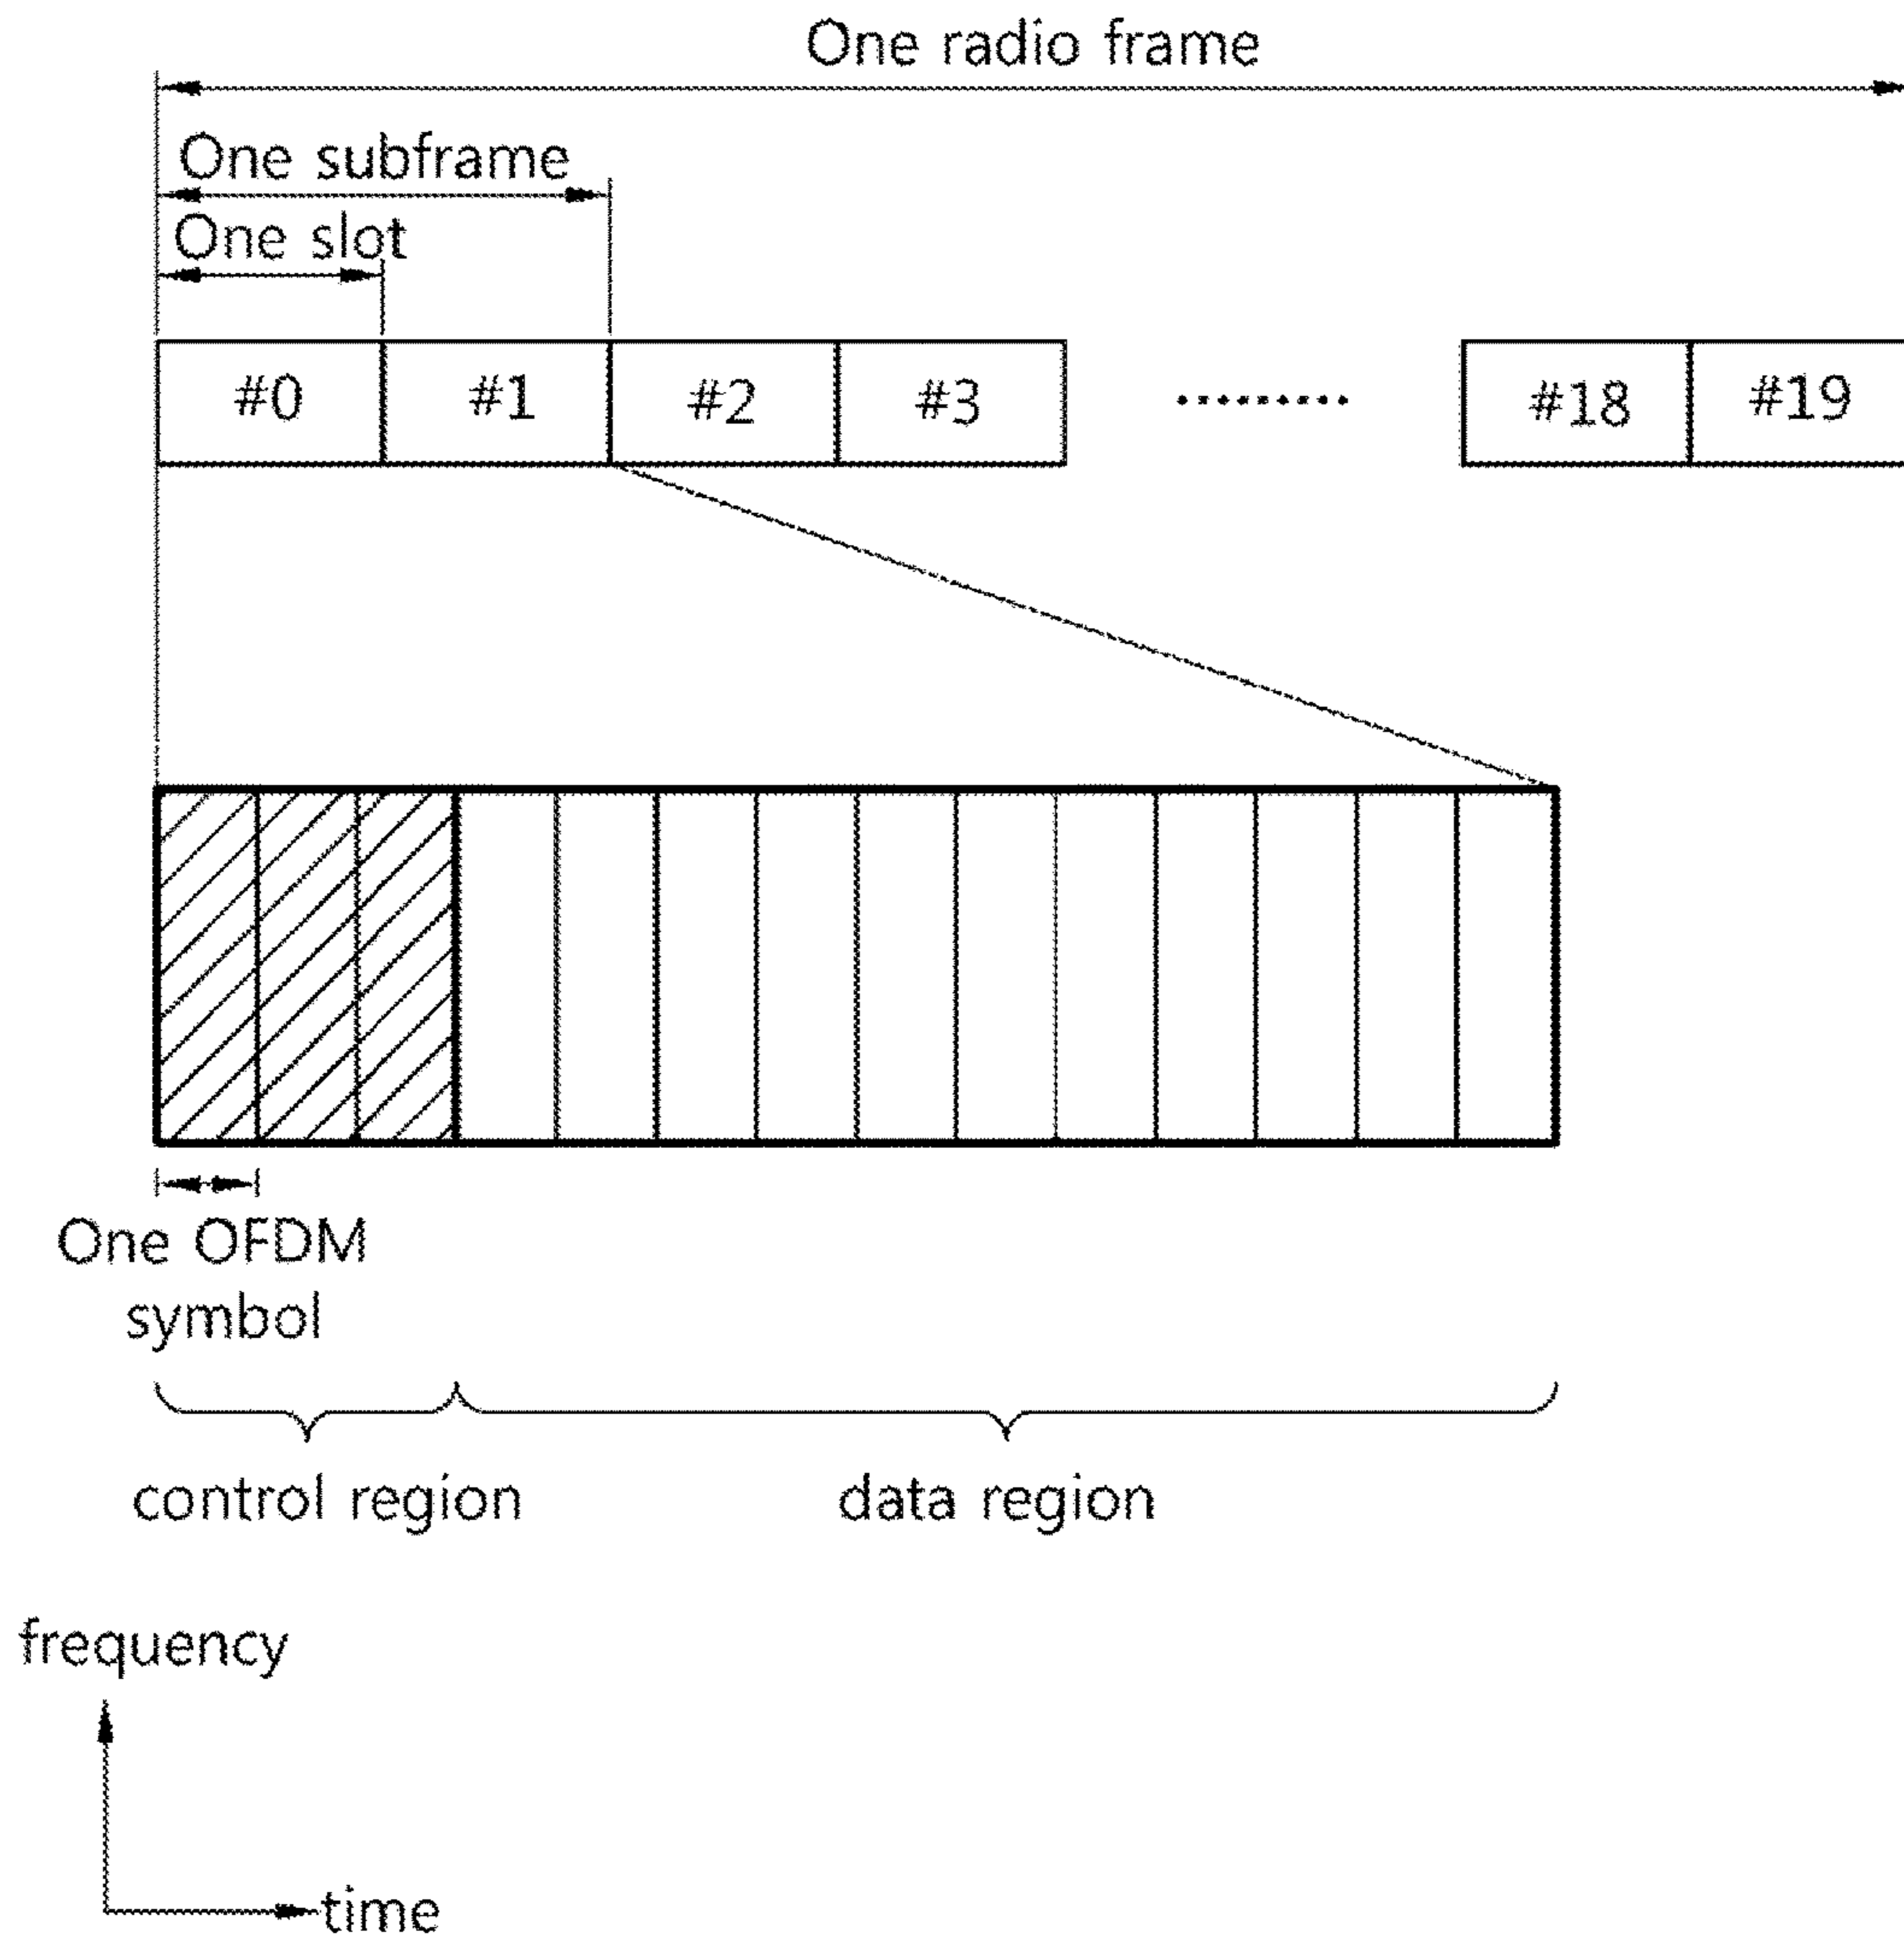 One radio frame
One subframe
One slot
#0 #1 #2 #3 ......... #18 #19
One OFDM
symbol
control region data region
frequency
time